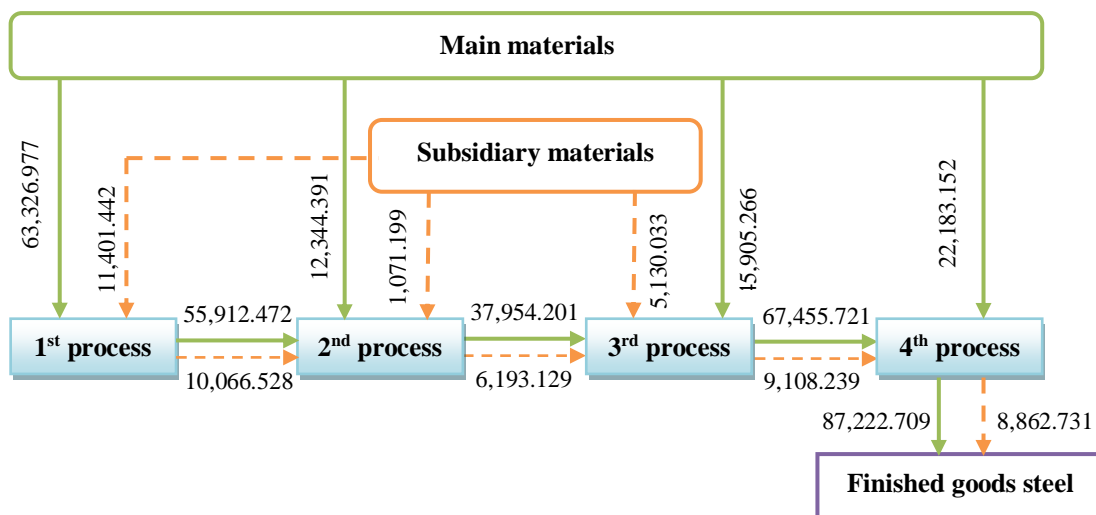 Main materials
Subsidiary materials
63,326.977
11,401.442
12,344.391
1,071.199
5,130.033
45,905.266
22,183.152
55,912.472
37,954.201
67,455.721
1st process
2nd process
3rd process
4th process
10,066.528
6,193.129
9,108.239
87,222.709
8,862.731
Finished goods steel